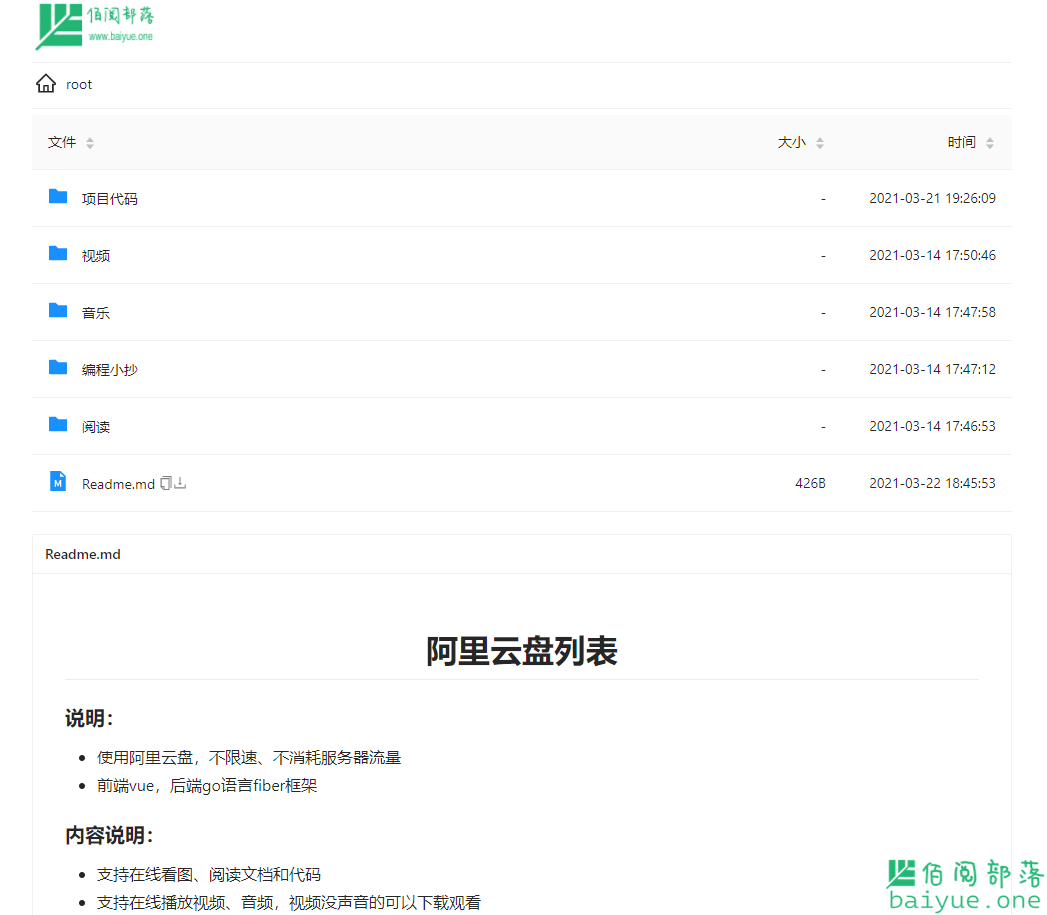 佰阅部落
www.baiyue.one
root
文件 大小 时间
项目代码 - 2021-03-21 19:26:09
视频 - 2021-03-14 17:50:46
音乐 - 2021-03-14 17:47:58
编程小抄 - 2021-03-14 17:47:12
阅读 - 2021-03-14 17:46:53
Readme.md 426B 2021-03-22 18:45:53
Readme.md
阿里云盘列表
说明：
使用阿里云盘，不限速、不消耗服务器流量
前端vue，后端go语言fiber框架
内容说明：
支持在线看图、阅读文档和代码
支持在线播放视频、音频，视频没声音的可以下载观看
佰阅部落
baiyue.one